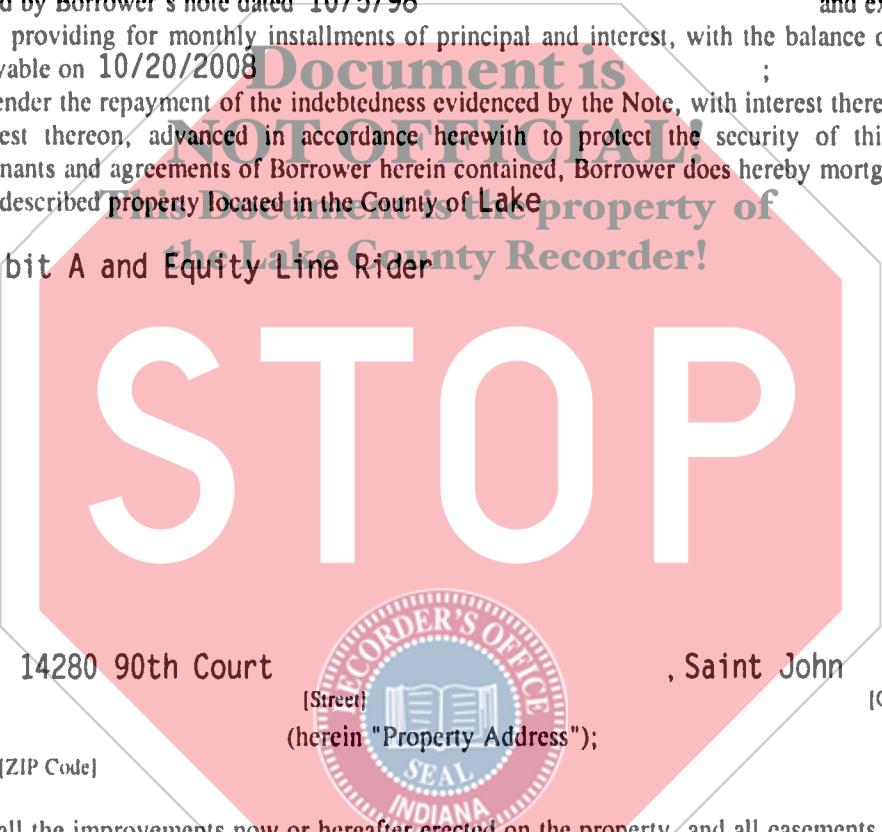 d by Borrower's note dated 10/5/98 and ex
providing for monthly installments of principal and interest, with the balance o
yable on 10/20/2008 ;
Document is
ender the repayment of the indebtedness evidenced by the Note, with interest there
est thereon, advanced in accordance herewith to protect the security of thi
NOT OFFICIAL!
nants and agreements of Borrower herein contained, Borrower does hereby mortg
described property located in the County of Lake
This Document is the property of
the Lake County Recorder!
bit A and Equity Line Rider
STOP
14280 90th Court , Saint John
[Street] [C
(herein "Property Address");
[ZIP Code]
RECORDER'S OFFICE
SEAL
INDIANA
all the improvements now or hereafter erected on the property, and all easements